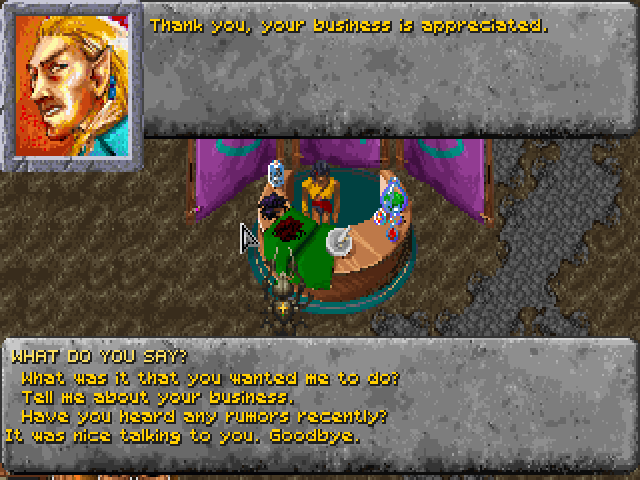 Thank you, your business is appreciated.
WHAT DO YOU SAY?
What was it that you wanted me to do?
Tell me about your business.
Have you heard any rumors recently?
It was nice talking to you. Goodbye.